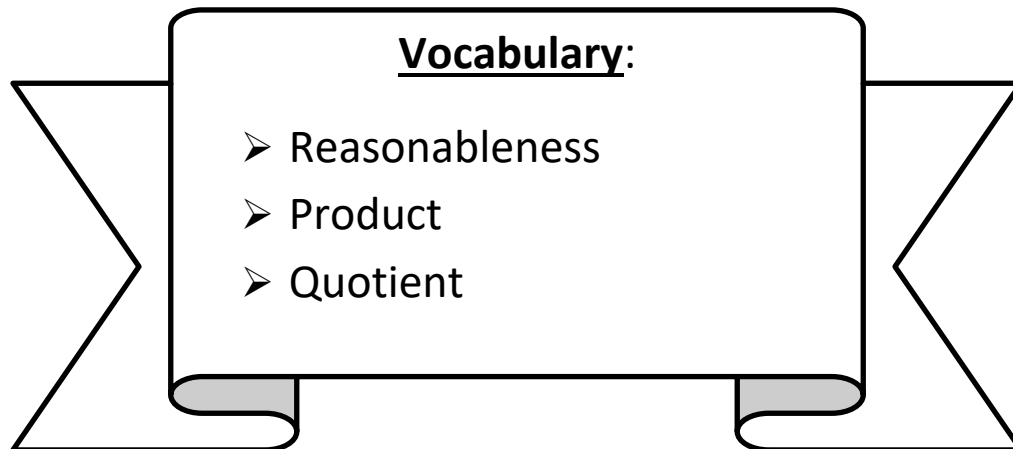 Vocabulary:
➢ Reasonableness
➢ Product
➢ Quotient